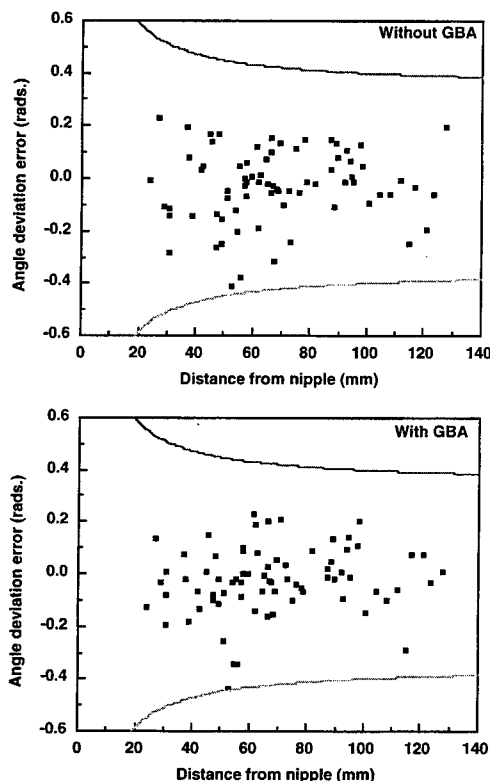 Without GBA
0.6
0.4
0.2
0.0
-0.2
-0.4
-0.6
Angle deviation error (rads.)
0 20 40 60 80 100 120 140
Distance from nipple (mm)
With GBA
0.6
0.4
0.2
0
-0.2
-0.4
-0.6
Angle deviation error (rads.)
0 20 40 60 80 100 120 140
Distance from nipple (mm)